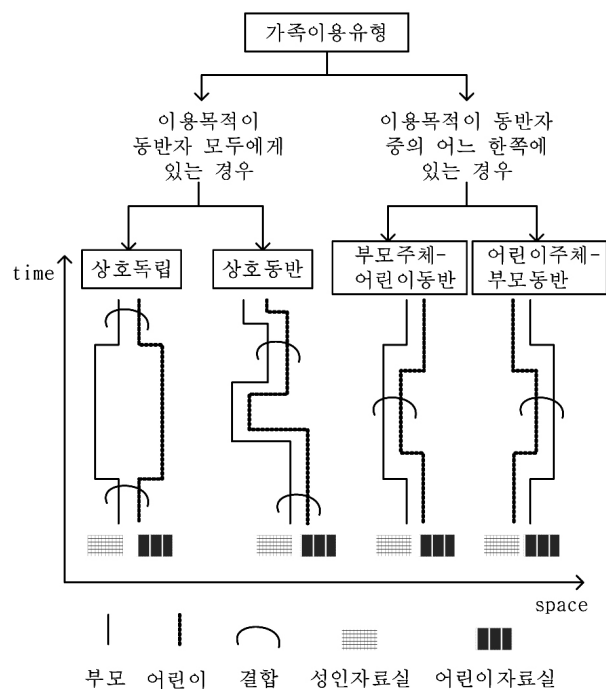 가족이용유형
이용목적이
동반자 모두에게
있는 경우
이용목적이 동반자
중의 어느 한쪽에
있는 경우
time
상호독립
상호동반
부모주체-
어린이동반
어린이주체-
부모동반
space
부모
어린이
결합
성인자료실
어린이자료실